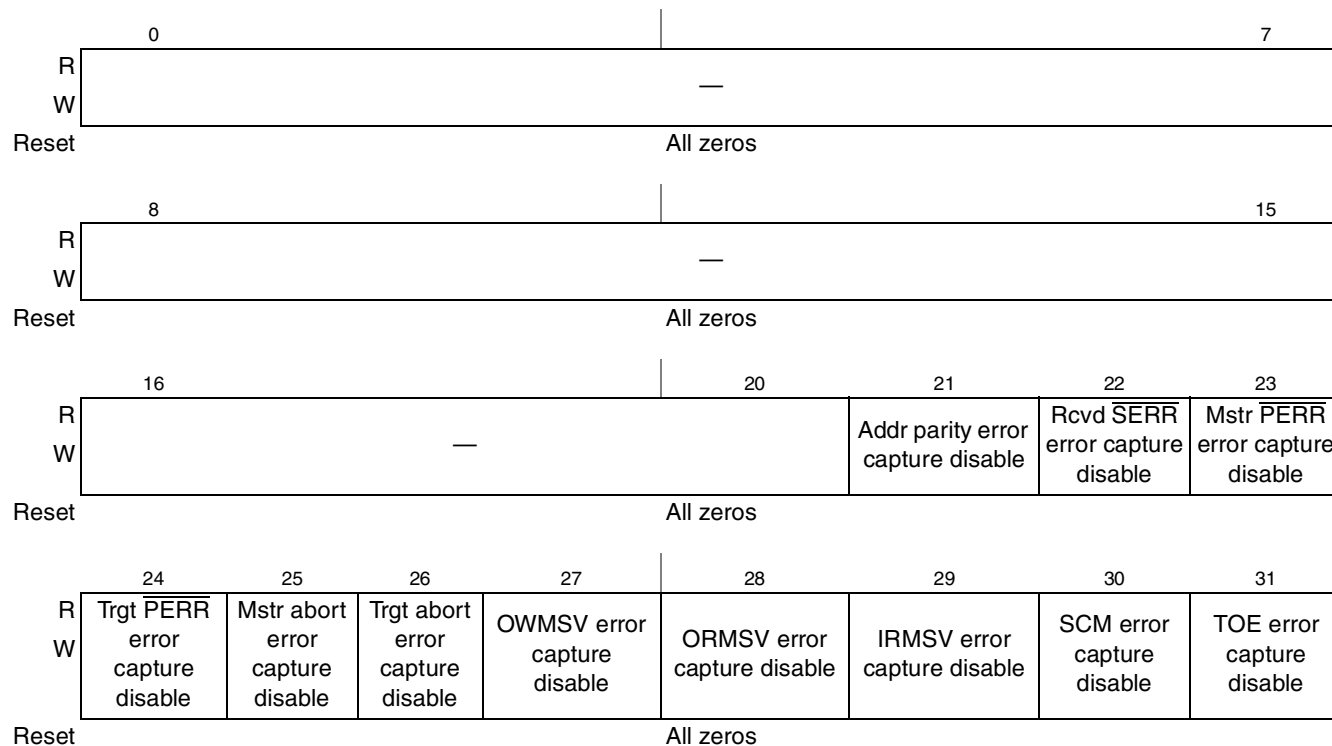 0 7
R
W
—
Reset All zeros
8 15
R
W
—
Reset All zeros
16 20 21 22 23
R
W
—
Addr parity error
capture disable
Rcvd SERR
error capture
disable
Mstr PERR
error capture
disable
Reset All zeros
24 25 26 27 28 29 30 31
R
W
Trgt PERR
error
capture
disable
Mstr abort
error
capture
disable
Trgt abort
error
capture
disable
OWMSV error
capture
disable
ORMSV error
capture disable
IRMSV error
capture disable
SCM error
capture
disable
TOE error
capture
disable
Reset All zeros